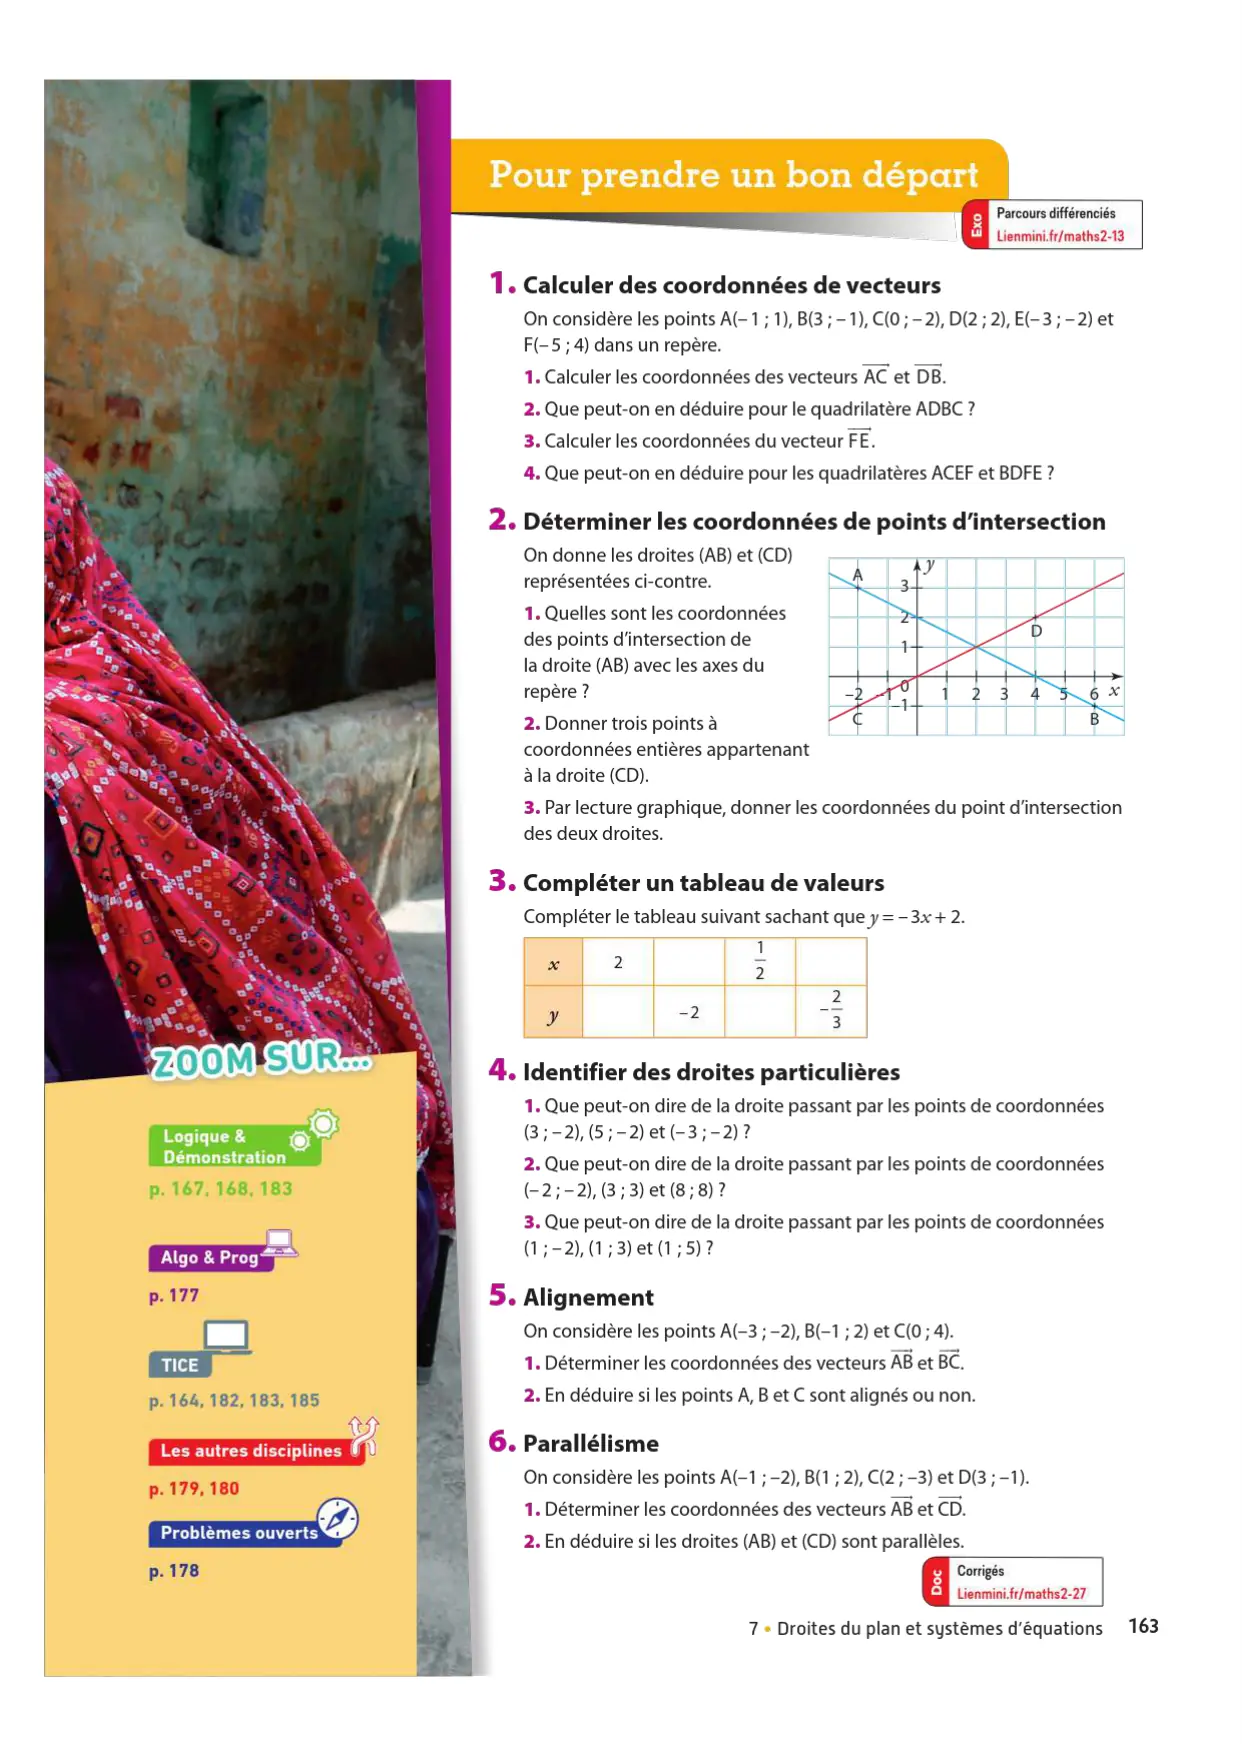 Pour prendre un bon départ
Exo
Parcours différenciés
Lienmini.fr/maths2-13
1. Calculer des coordonnées de vecteurs
On considère les points A(– 1 ; 1), B(3 ; – 1), C(0 ; – 2), D(2 ; 2), E(– 3 ; – 2) et
F(– 5 ; 4) dans un repère.
1. Calculer les coordonnées des vecteurs AC et DB.
2. Que peut-on en déduire pour le quadrilatère ADBC ?
3. Calculer les coordonnées du vecteur FE.
4. Que peut-on en déduire pour les quadrilatères ACEF et BDFE ?
2. Déterminer les coordonnées de points d’intersection
On donne les droites (AB) et (CD)
représentées ci-contre.
1. Quelles sont les coordonnées
des points d’intersection de
la droite (AB) avec les axes du
repère ?
2. Donner trois points à
coordonnées entières appartenant
à la droite (CD).
A y
3
2
D
1
–2 –1 0 1 2 3 4 5 6 x
–1
C B
3. Par lecture graphique, donner les coordonnées du point d’intersection
des deux droites.
3. Compléter un tableau de valeurs
Compléter le tableau suivant sachant que y = – 3x + 2.
x 2 1/2
y – 2 – 2/3
4. Identifier des droites particulières
1. Que peut-on dire de la droite passant par les points de coordonnées
(3 ; – 2), (5 ; – 2) et (– 3 ; – 2) ?
2. Que peut-on dire de la droite passant par les points de coordonnées
(– 2 ; – 2), (3 ; 3) et (8 ; 8) ?
3. Que peut-on dire de la droite passant par les points de coordonnées
(1 ; – 2), (1 ; 3) et (1 ; 5) ?
5. Alignement
On considère les points A(–3 ; –2), B(–1 ; 2) et C(0 ; 4).
1. Déterminer les coordonnées des vecteurs AB et BC.
2. En déduire si les points A, B et C sont alignés ou non.
6. Parallélisme
On considère les points A(–1 ; –2), B(1 ; 2), C(2 ; –3) et D(3 ; –1).
1. Déterminer les coordonnées des vecteurs AB et CD.
2. En déduire si les droites (AB) et (CD) sont parallèles.
Doc
Corrigés
Lienmini.fr/maths2-27
ZOOM SUR...
Logique &
Démonstration
p. 167, 168, 183
Algo & Prog
p. 177
TICE
p. 164, 182, 183, 185
Les autres disciplines
p. 179, 180
Problèmes ouverts
p. 178
7 • Droites du plan et systèmes d’équations 163